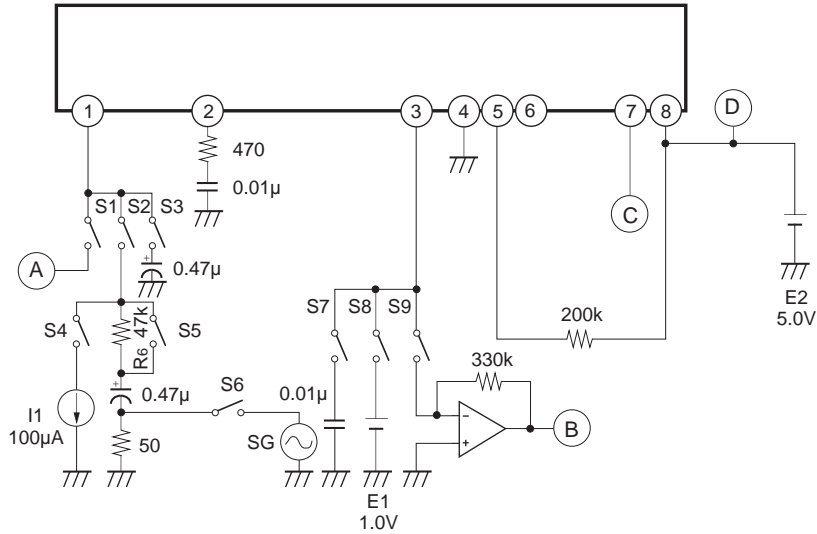 1 2 3 4 5 6 7 8
470
0.01µ
D
C
S1 S2 S3
A
0.47µ
S4 47k S5
R6
0.47µ
S6
I1
100µA
50
SG
S7 S8 S9
0.01µ
E1
1.0V
330k
−
+
B
200k
+
+
E2
5.0V